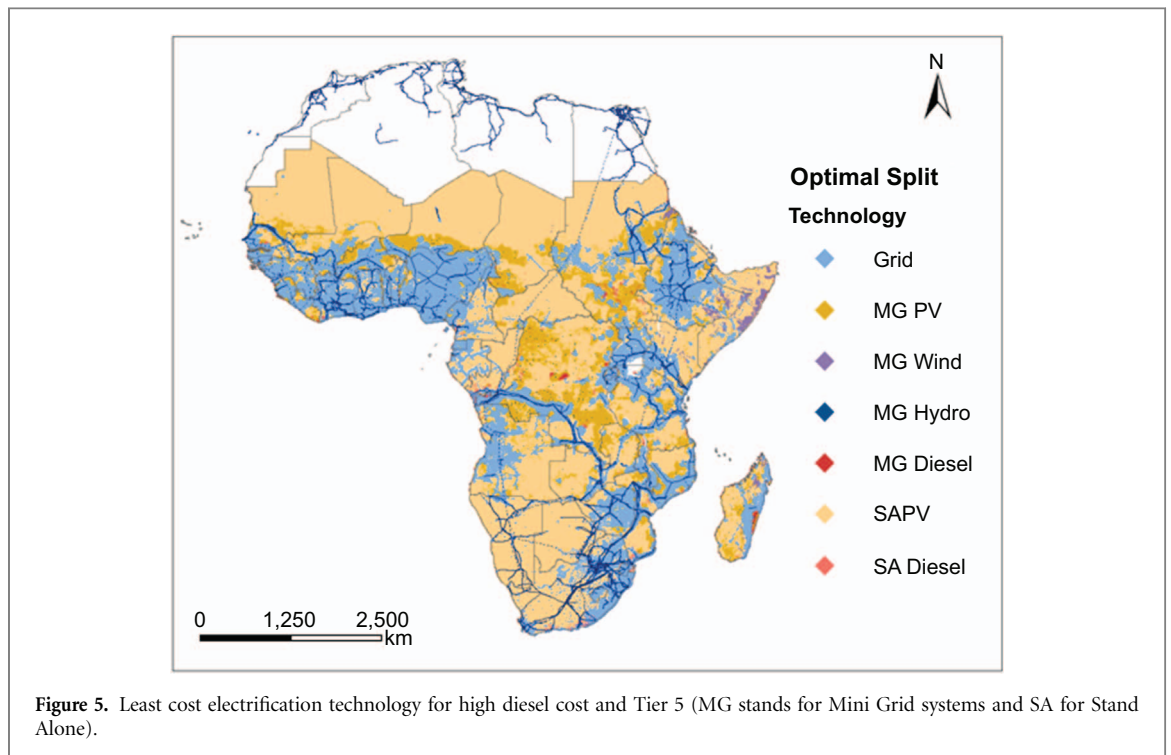 N
Optimal Split
Technology
Grid
MG PV
MG Wind
MG Hydro
MG Diesel
SAPV
SA Diesel
0 1,250 2,500
km
Figure 5. Least cost electrification technology for high diesel cost and Tier 5 (MG stands for Mini Grid systems and SA for Stand
Alone).